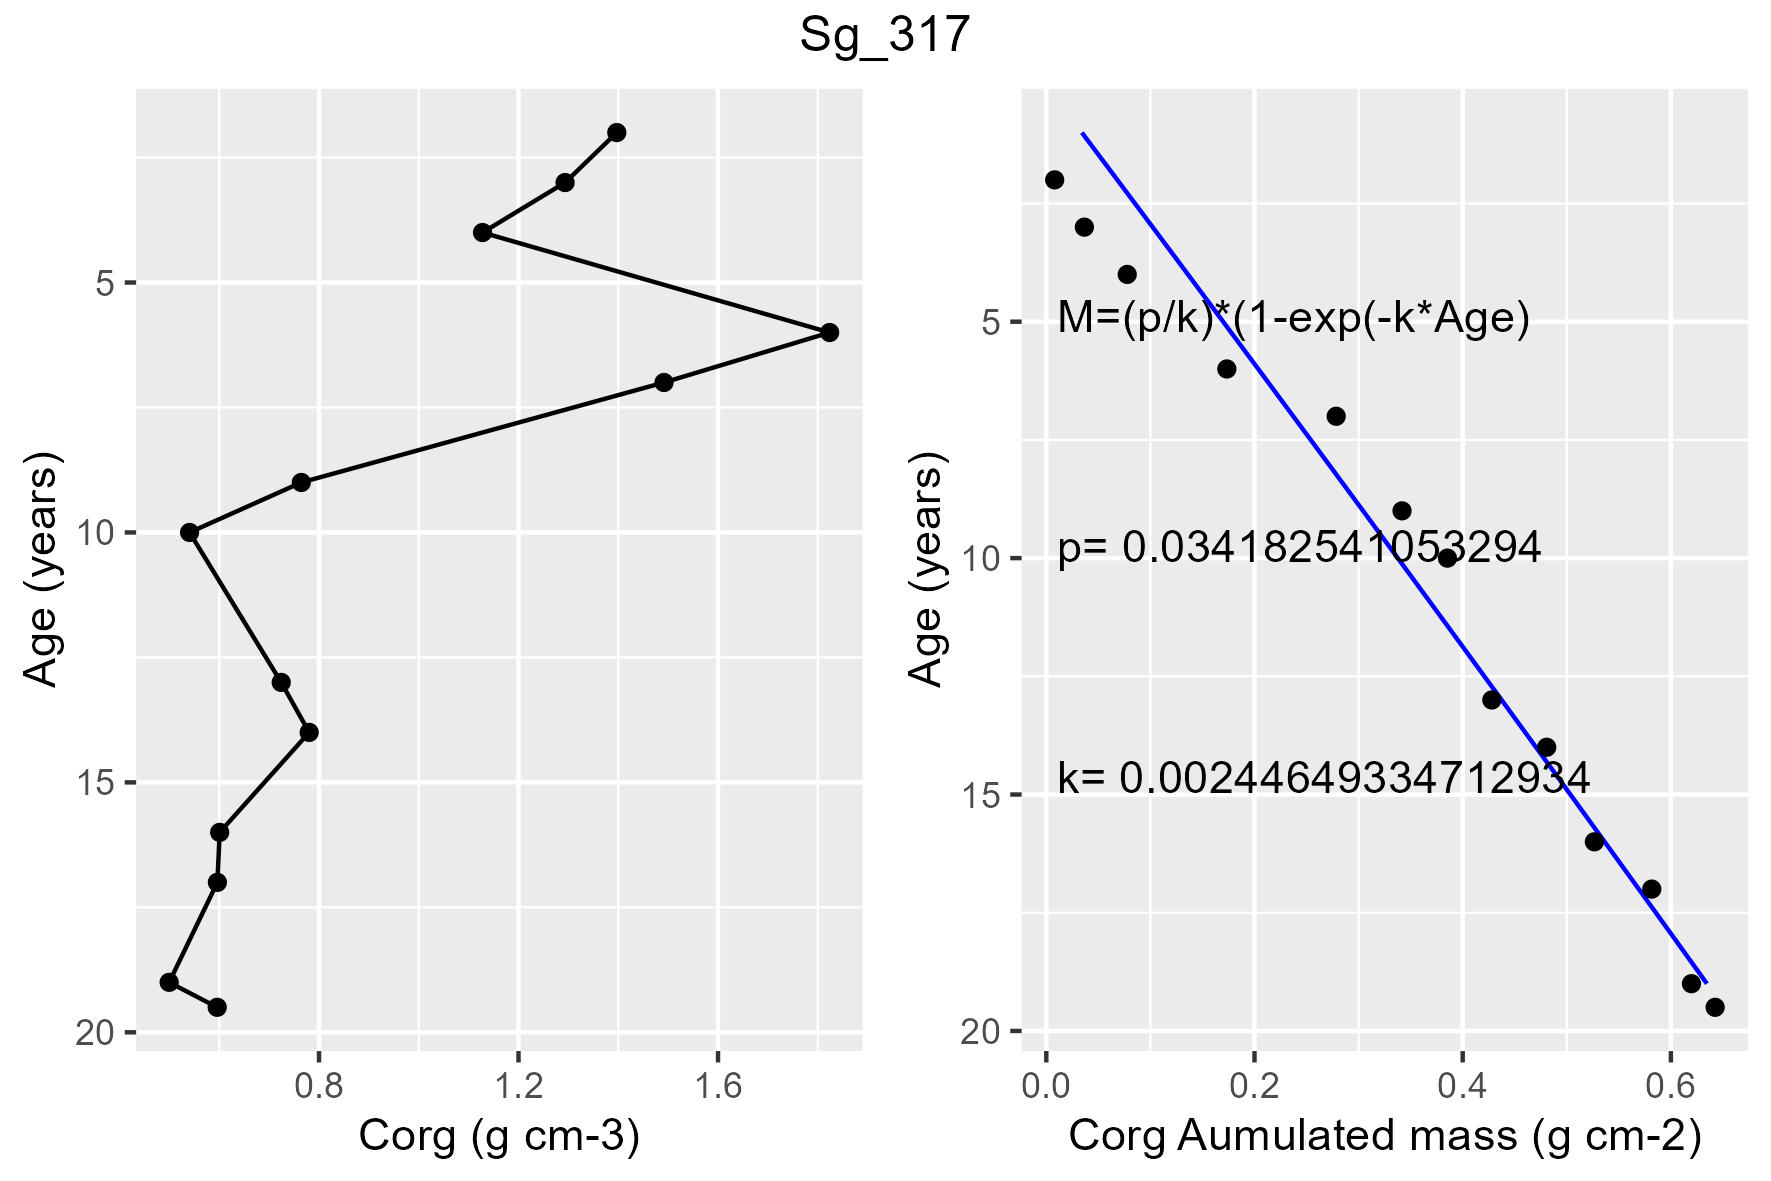 Sg_317
Age (years)
5
10
15
20
0.8 1.2 1.6
Corg (g cm-3)
Age (years)
5
10
15
20
M=(p/k)*(1-exp(-k*Age)
p= 0.034182541053294
k= 0.00244649334712934
0.0 0.2 0.4 0.6
Corg Aumulated mass (g cm-2)